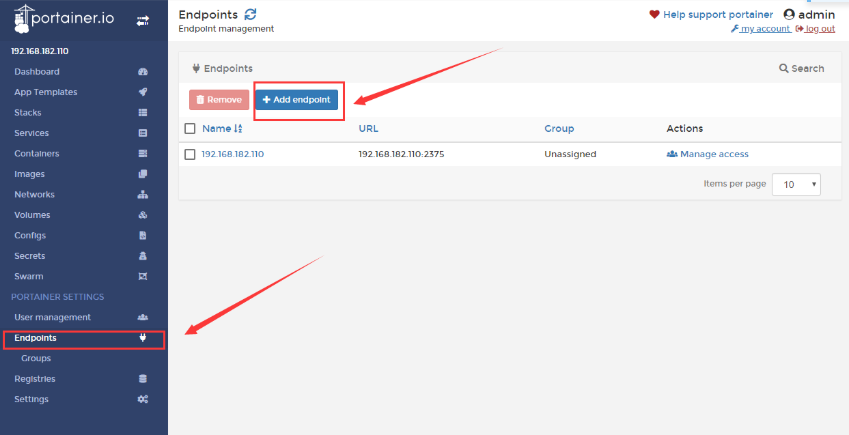 portainer.io
192.168.182.110
Dashboard
App Templates
Stacks
Services
Containers
Images
Networks
Volumes
Configs
Secrets
Swarm
PORTAINER SETTINGS
User management
Endpoints
Groups
Registries
Settings
Endpoints
Endpoint management
Help support portainer
admin
my account
log out
Endpoints
Search
Remove
+ Add endpoint
Name
URL
Group
Actions
192.168.182.110
192.168.182.110:2375
Unassigned
Manage access
Items per page
10